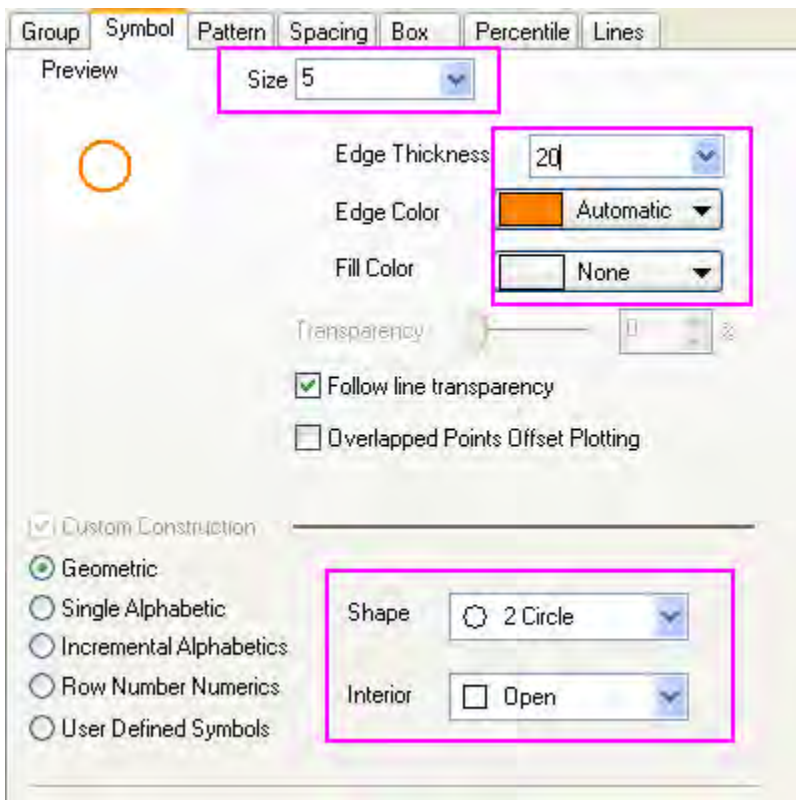 Group Symbol Pattern Spacing Box Percentile Lines
Preview
Size 5
Edge Thickness 20
Edge Color Automatic
Fill Color None
Transparency 0 %
Follow line transparency
Overlapped Points Offset Plotting
Custom Construction
Geometric
Single Alphabetic
Incremental Alphabetics
Row Number Numerics
User Defined Symbols
Shape 2 Circle
Interior Open